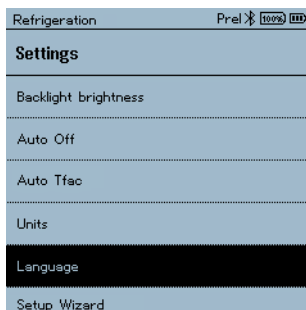 Refrigeration Prel 100%
Settings
Backlight brightness
Auto Off
Auto Tfac
Units
Language
Setup Wizard